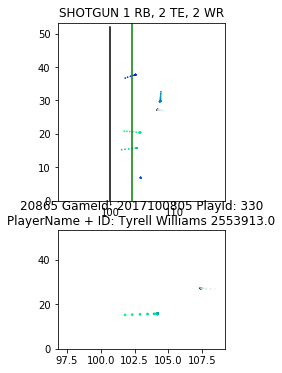 SHOTGUN 1 RB, 2 TE, 2 WR
50
40
30
20
10
0
100 110
20865 GameId: 2017100805 PlayId: 330
PlayerName + ID: Tyrell Williams 2553913.0
40
20
0
97.5 100.0 102.5 105.0 107.5